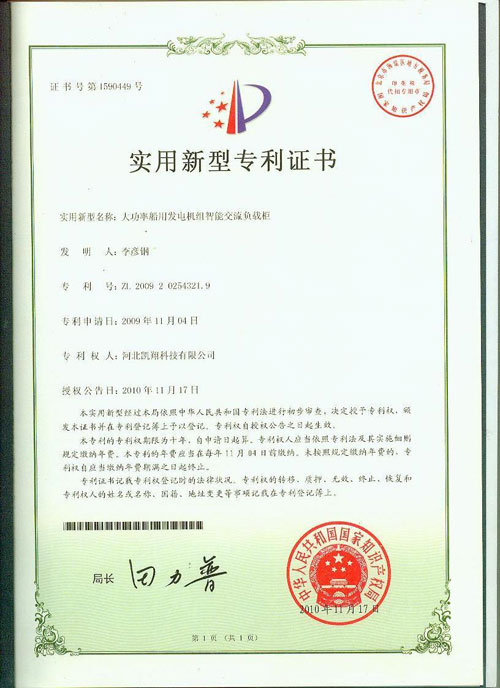 证书号第1590449号
印花税
代扣专用章
国家知识产权局
实用新型专利证书
实用新型名称：大功率船用发电机组智能交流负载柜
发明人：李彦钢
专利号：ZL 2009 2 0254321.9
专利申请日：2009年11月04日
专利权人：河北凯翔科技有限公司
授权公告日：2010年11月17日
本实用新型经过本局依照中华人民共和国专利法进行初步审查，决定授予专利权，颁
发本证书并在专利登记簿上予以登记。专利权自授权公告之日起生效。
本专利的专利权期限为十年，自申请日起算。专利权人应当依照专利法及其实施细则
规定缴纳年费。本专利的年费应当在每年11月04日前缴纳。未按照规定缴纳年费的，专
利权自应当缴纳年费期满之日起终止。
专利证书记载专利权登记时的法律状况。专利权的转移、质押、无效、终止、恢复和
专利权人的姓名或名称、国籍、地址变更等事项记载在专利登记簿上。
局长 田力普
中华人民共和国国家知识产权局
2010年11月17日
第1页（共1页）